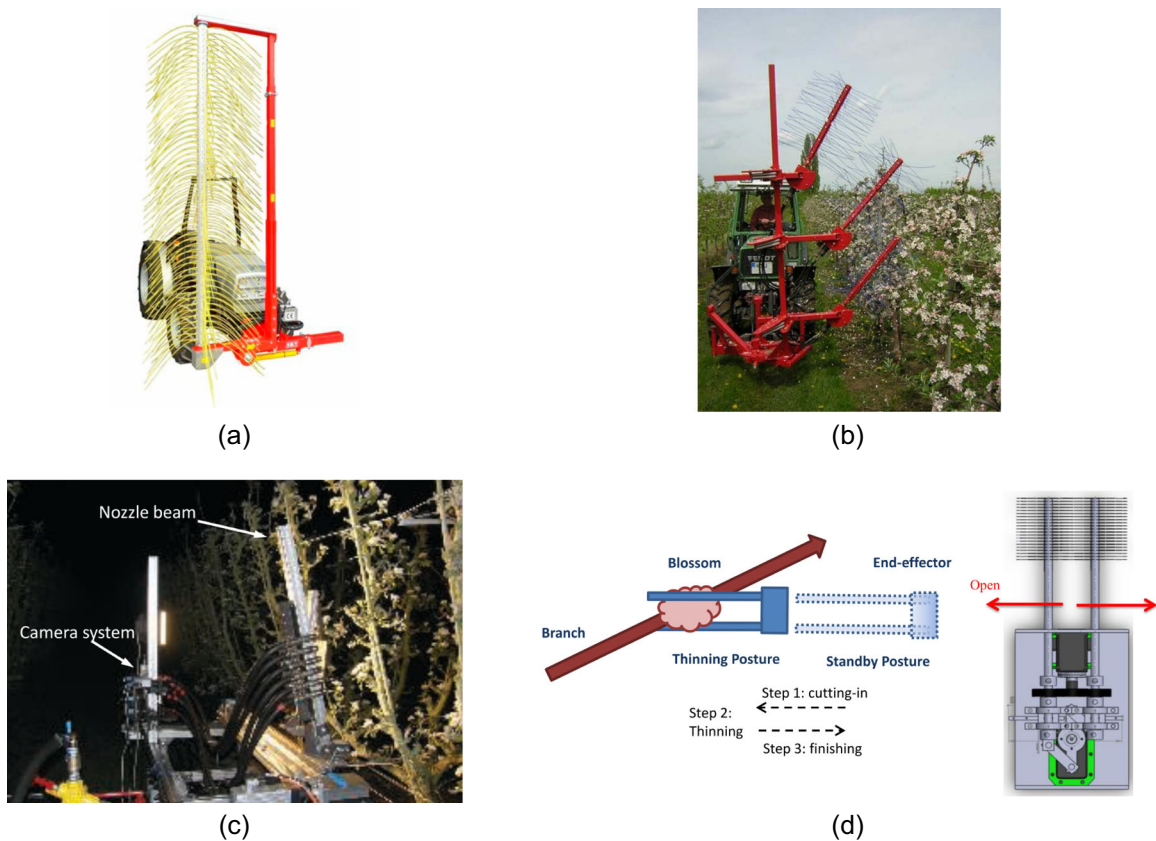 (a)
(b)
FENDT
Nozzle beam
Camera system
(c)
Blossom
End-effector
Branch
Open
Thinning Posture
Standby Posture
Step 1: cutting-in
Step 2:
Thinning
Step 3: finishing
(d)